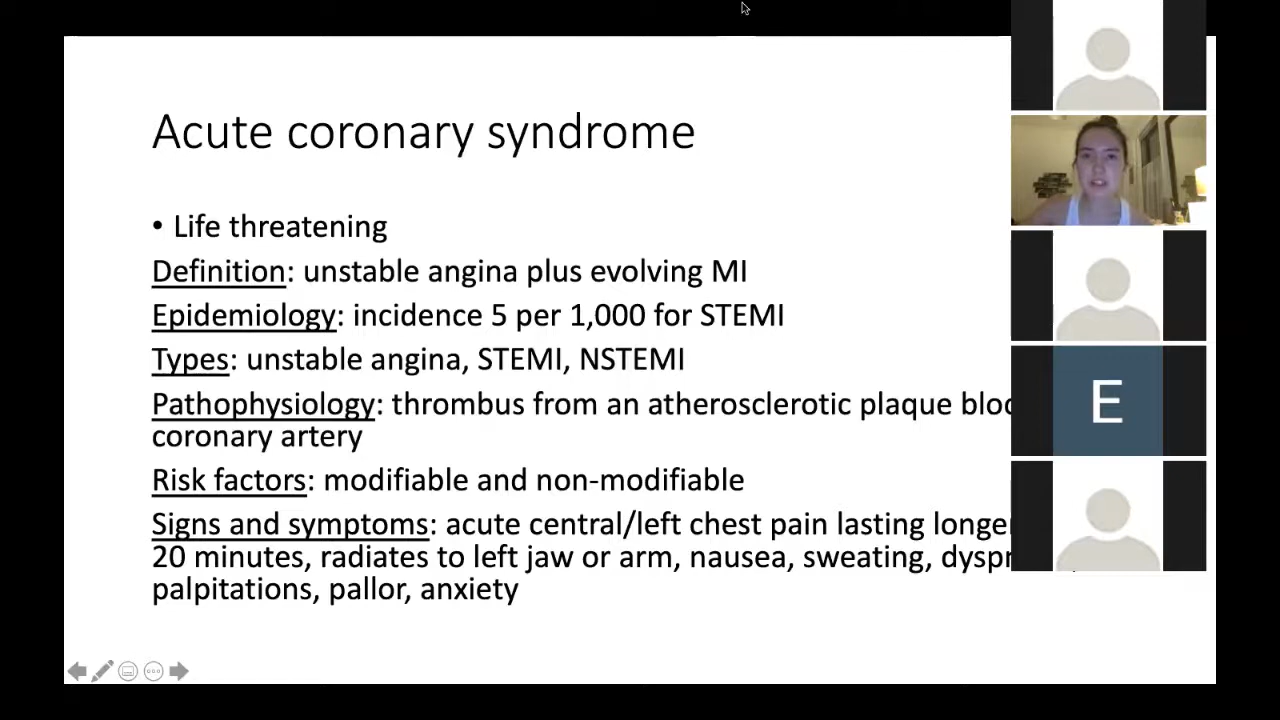 Acute coronary syndrome
• Life threatening
Definition: unstable angina plus evolving MI
Epidemiology: incidence 5 per 1,000 for STEMI
Types: unstable angina, STEMI, NSTEMI
Pathophysiology: thrombus from an atherosclerotic plaque
coronary artery
Risk factors: modifiable and non-modifiable
Signs and symptoms: acute central/left chest pain lasting
20 minutes, radiates to left jaw or arm, nausea, sweating,
palpitations, pallor, anxiety
E